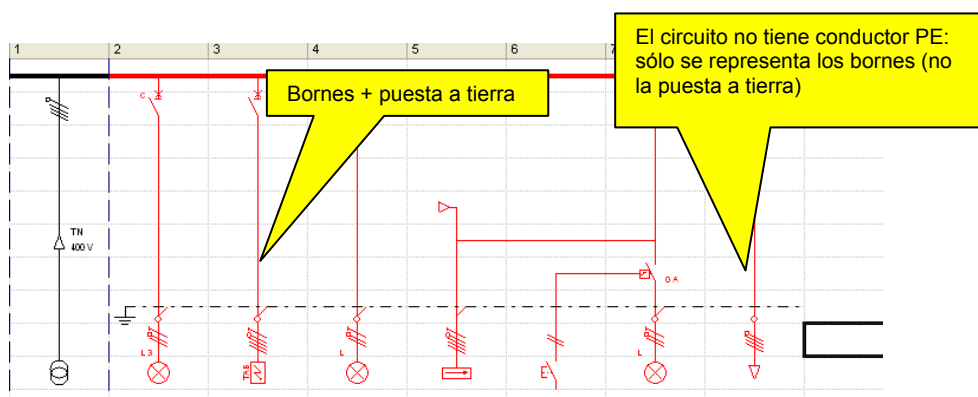 1 2 3 4 5 6 7
El circuito no tiene conductor PE:
sólo se representa los bornes (no
la puesta a tierra)
Bornes + puesta a tierra
C
TN
400 V
0 A
L3
TAB
L
E
L